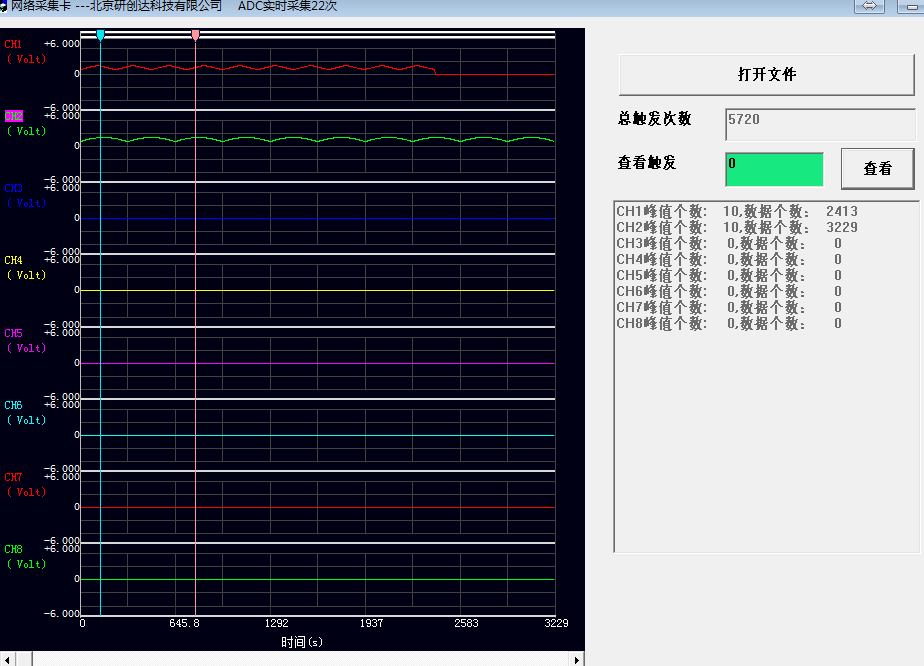 网络采集卡 ---北京研创达科技有限公司 ADC实时采集22次
CH1 +6.000
(Volt)
0
-6.000
CH2 +6.000
(Volt)
0
-6.000
CH3 +6.000
(Volt)
0
-6.000
CH4 +6.000
(Volt)
0
-6.000
CH5 +6.000
(Volt)
0
-6.000
CH6 +6.000
(Volt)
0
-6.000
CH7 +6.000
(Volt)
0
-6.000
CH8 +6.000
(Volt)
0
-6.000
0 645.8 1292 1937 2583 3229
时间(s)
打开文件
总触发次数 5720
查看触发 0 查看
CH1峰值个数: 10,数据个数: 2413
CH2峰值个数: 10,数据个数: 3229
CH3峰值个数: 0,数据个数: 0
CH4峰值个数: 0,数据个数: 0
CH5峰值个数: 0,数据个数: 0
CH6峰值个数: 0,数据个数: 0
CH7峰值个数: 0,数据个数: 0
CH8峰值个数: 0,数据个数: 0